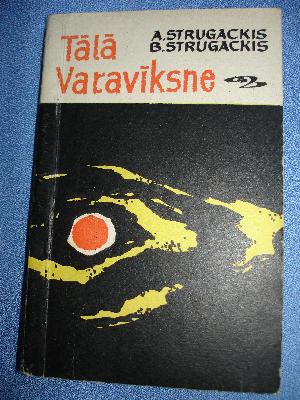 A. STRUGACKIS
B. STRUGACKIS
Tālā
Varavīksne